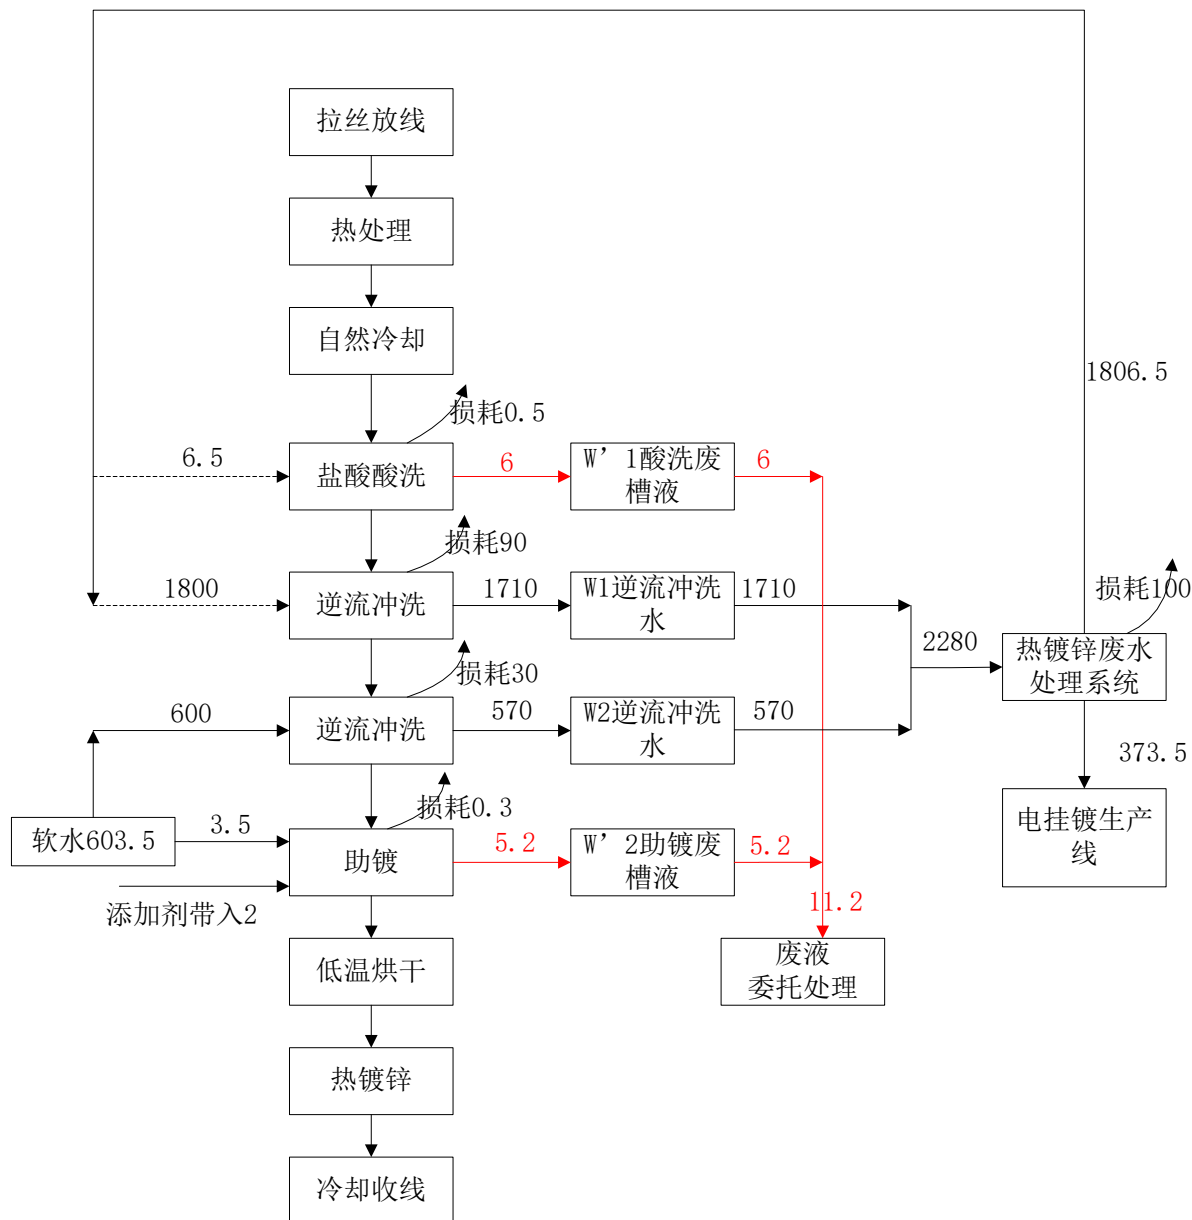 拉丝放线
热处理
自然冷却
1806.5
损耗0.5
6.5
盐酸酸洗
6
W’1酸洗废
槽液
6
损耗90
1800
逆流冲洗
1710
W1逆流冲洗
水
1710
损耗100
2280
热镀锌废水
处理系统
损耗30
600
逆流冲洗
570
W2逆流冲洗
水
570
373.5
损耗0.3
软水603.5
3.5
助镀
5.2
W’2助镀废
槽液
5.2
电挂镀生产
线
添加剂带入2
11.2
低温烘干
废液
委托处理
热镀锌
冷却收线